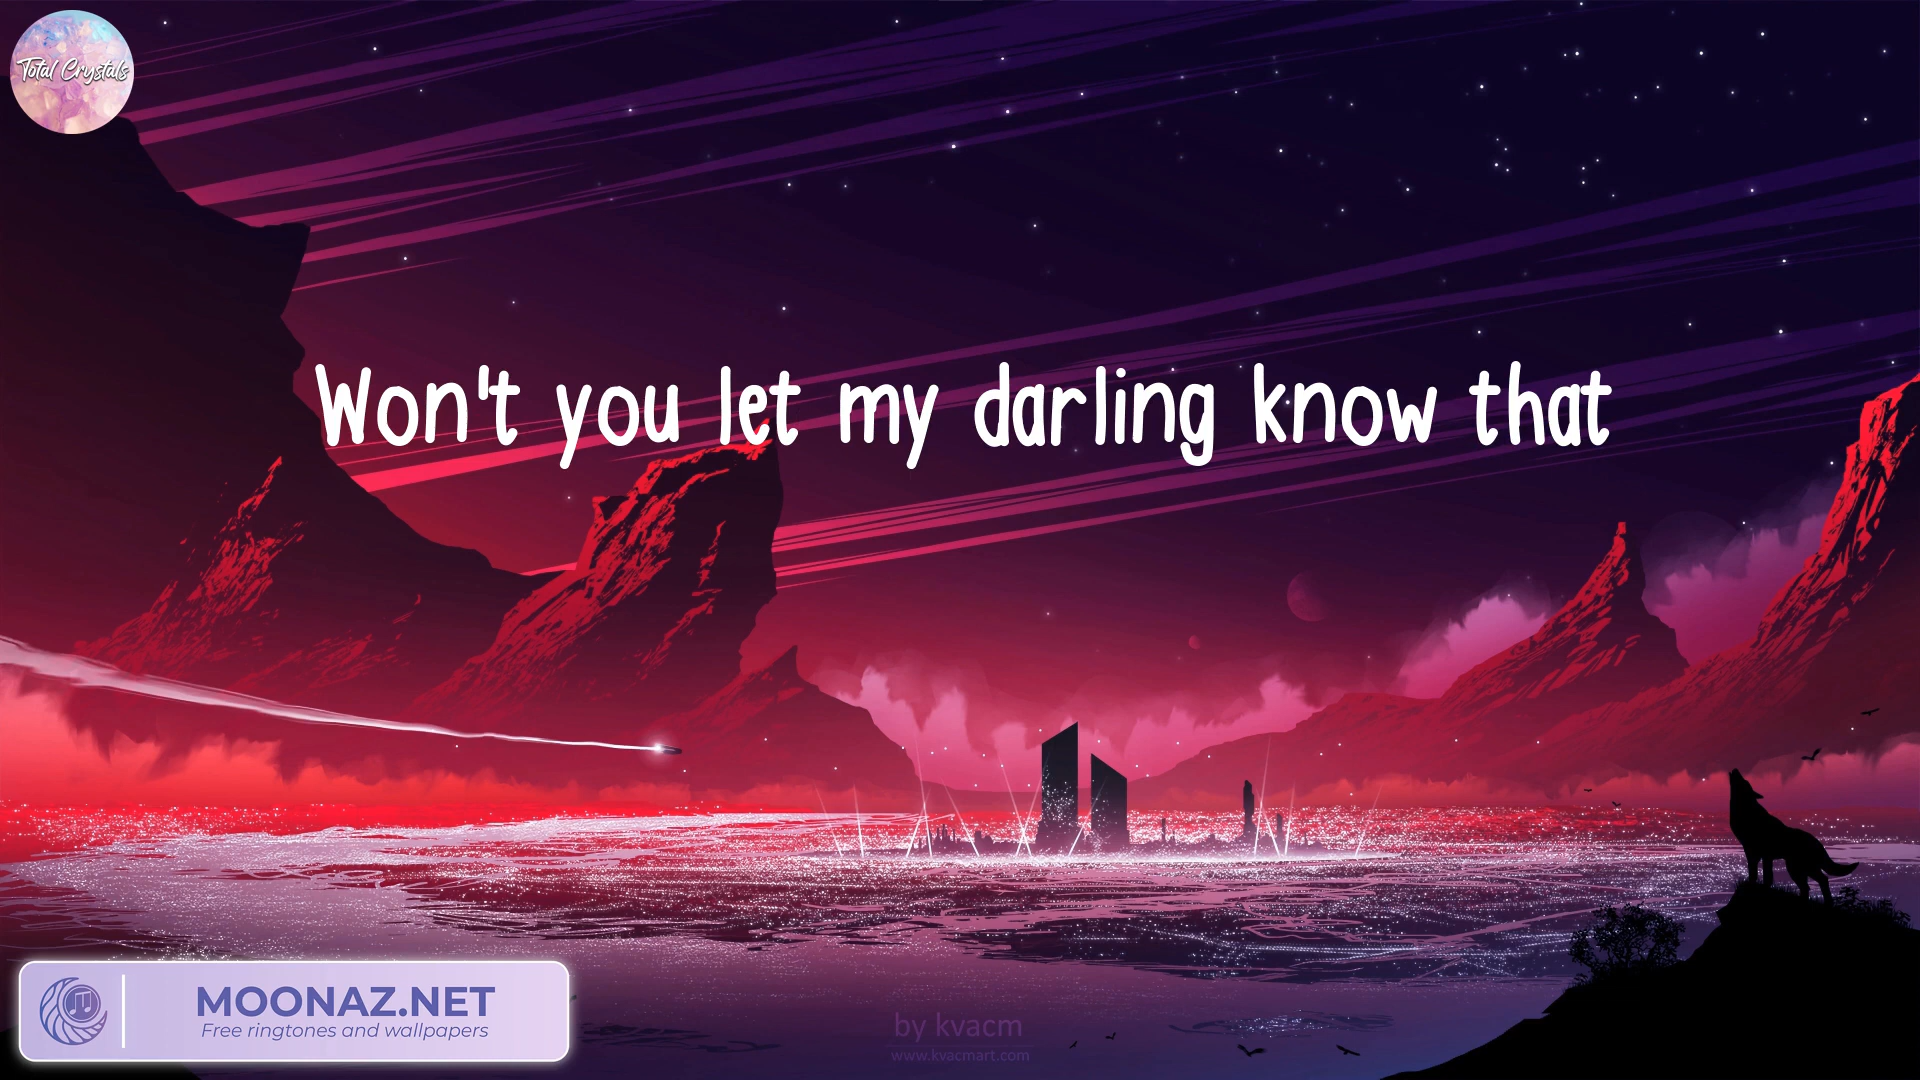 Total Crystals
Won't you let my darling know that
MOONAZ.NET
Free ringtones and wallpapers
by kvacm
www.kvacmart.com